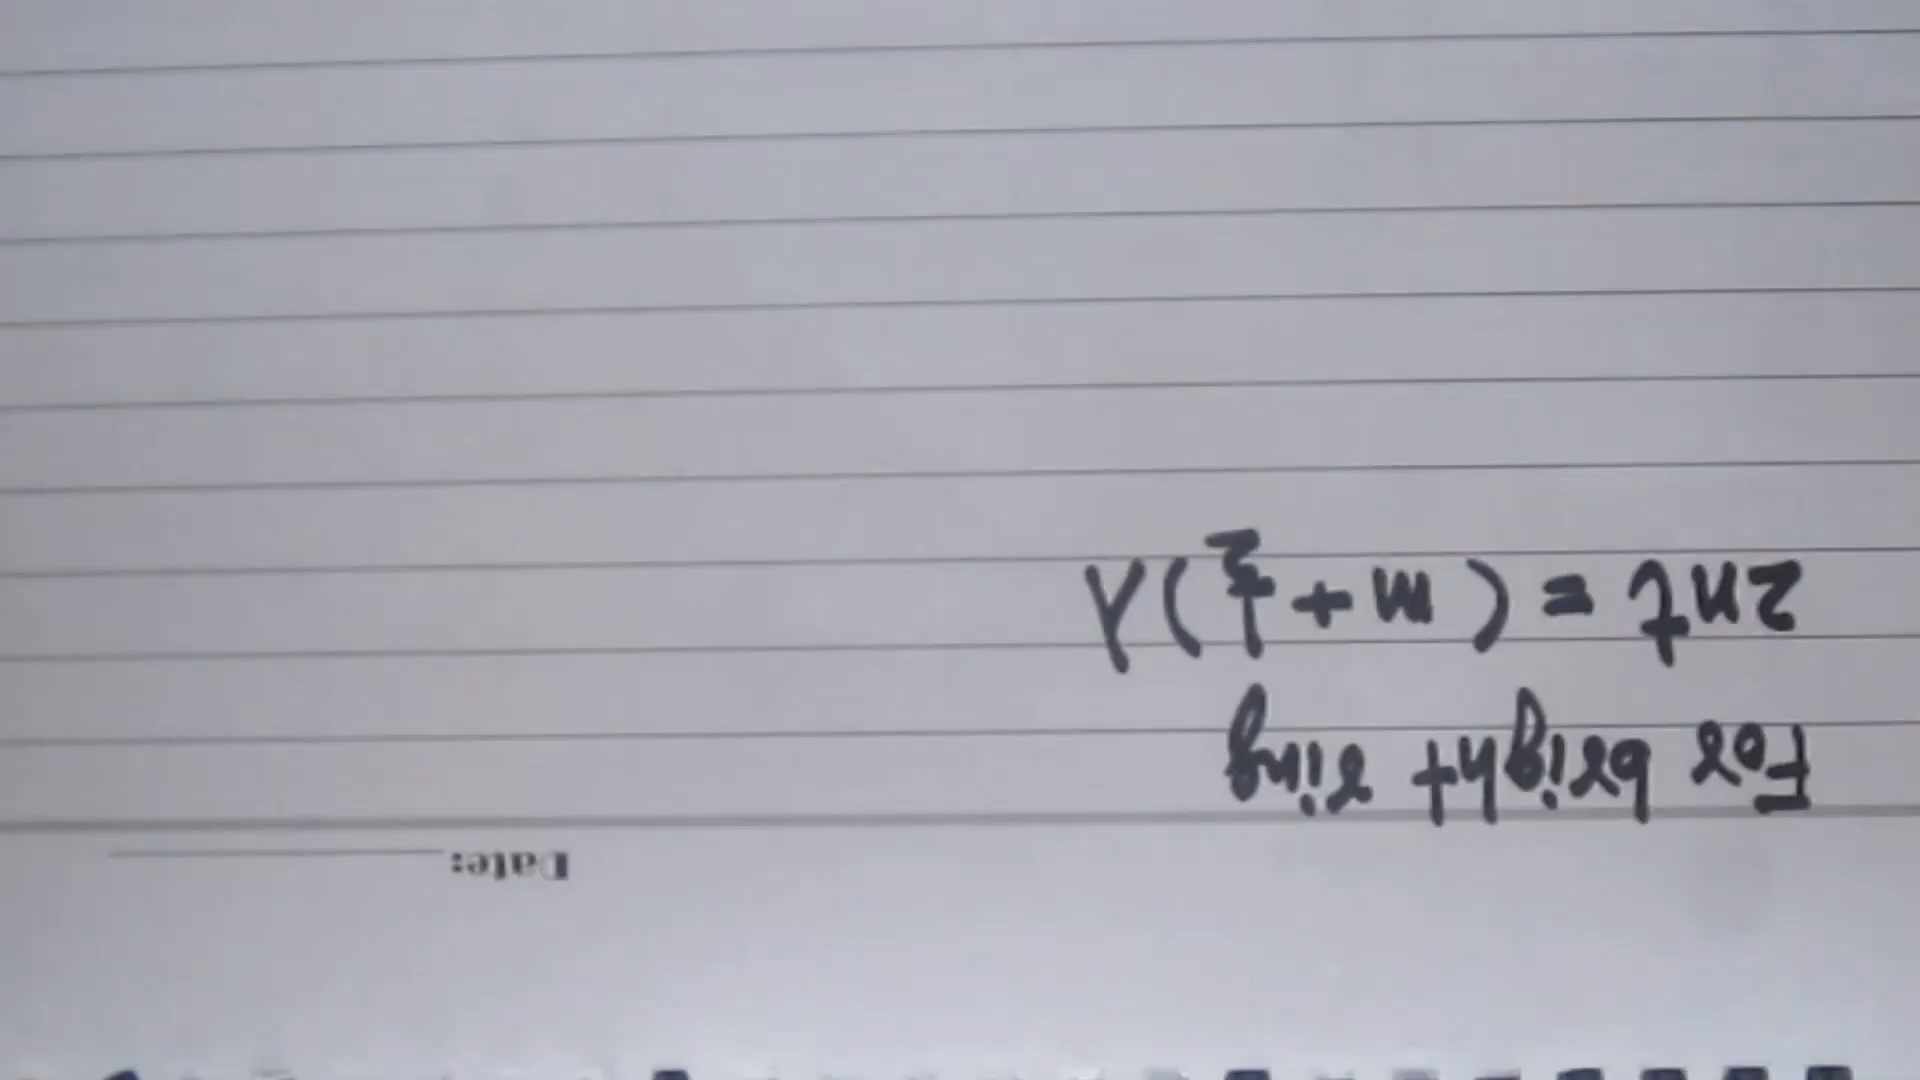 Date:
For bright ring
2nt = (m + 1/2)λ